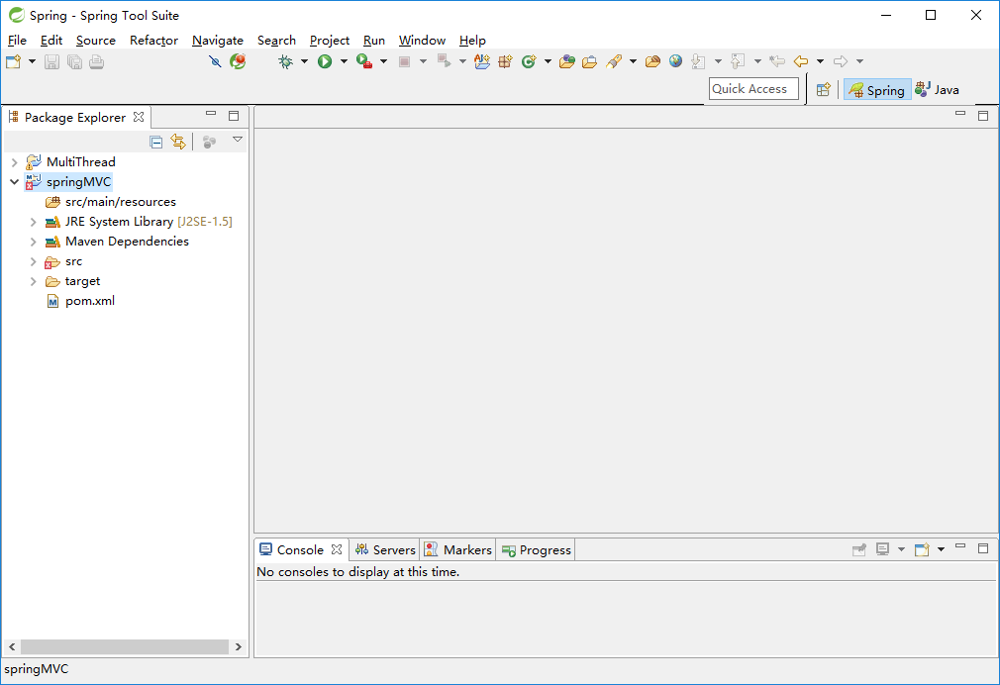 Spring - Spring Tool Suite
File Edit Source Refactor Navigate Search Project Run Window Help
Quick Access Spring Java
Package Explorer
MultiThread
springMVC
src/main/resources
JRE System Library [J2SE-1.5]
Maven Dependencies
src
target
pom.xml
Console Servers Markers Progress
No consoles to display at this time.
springMVC